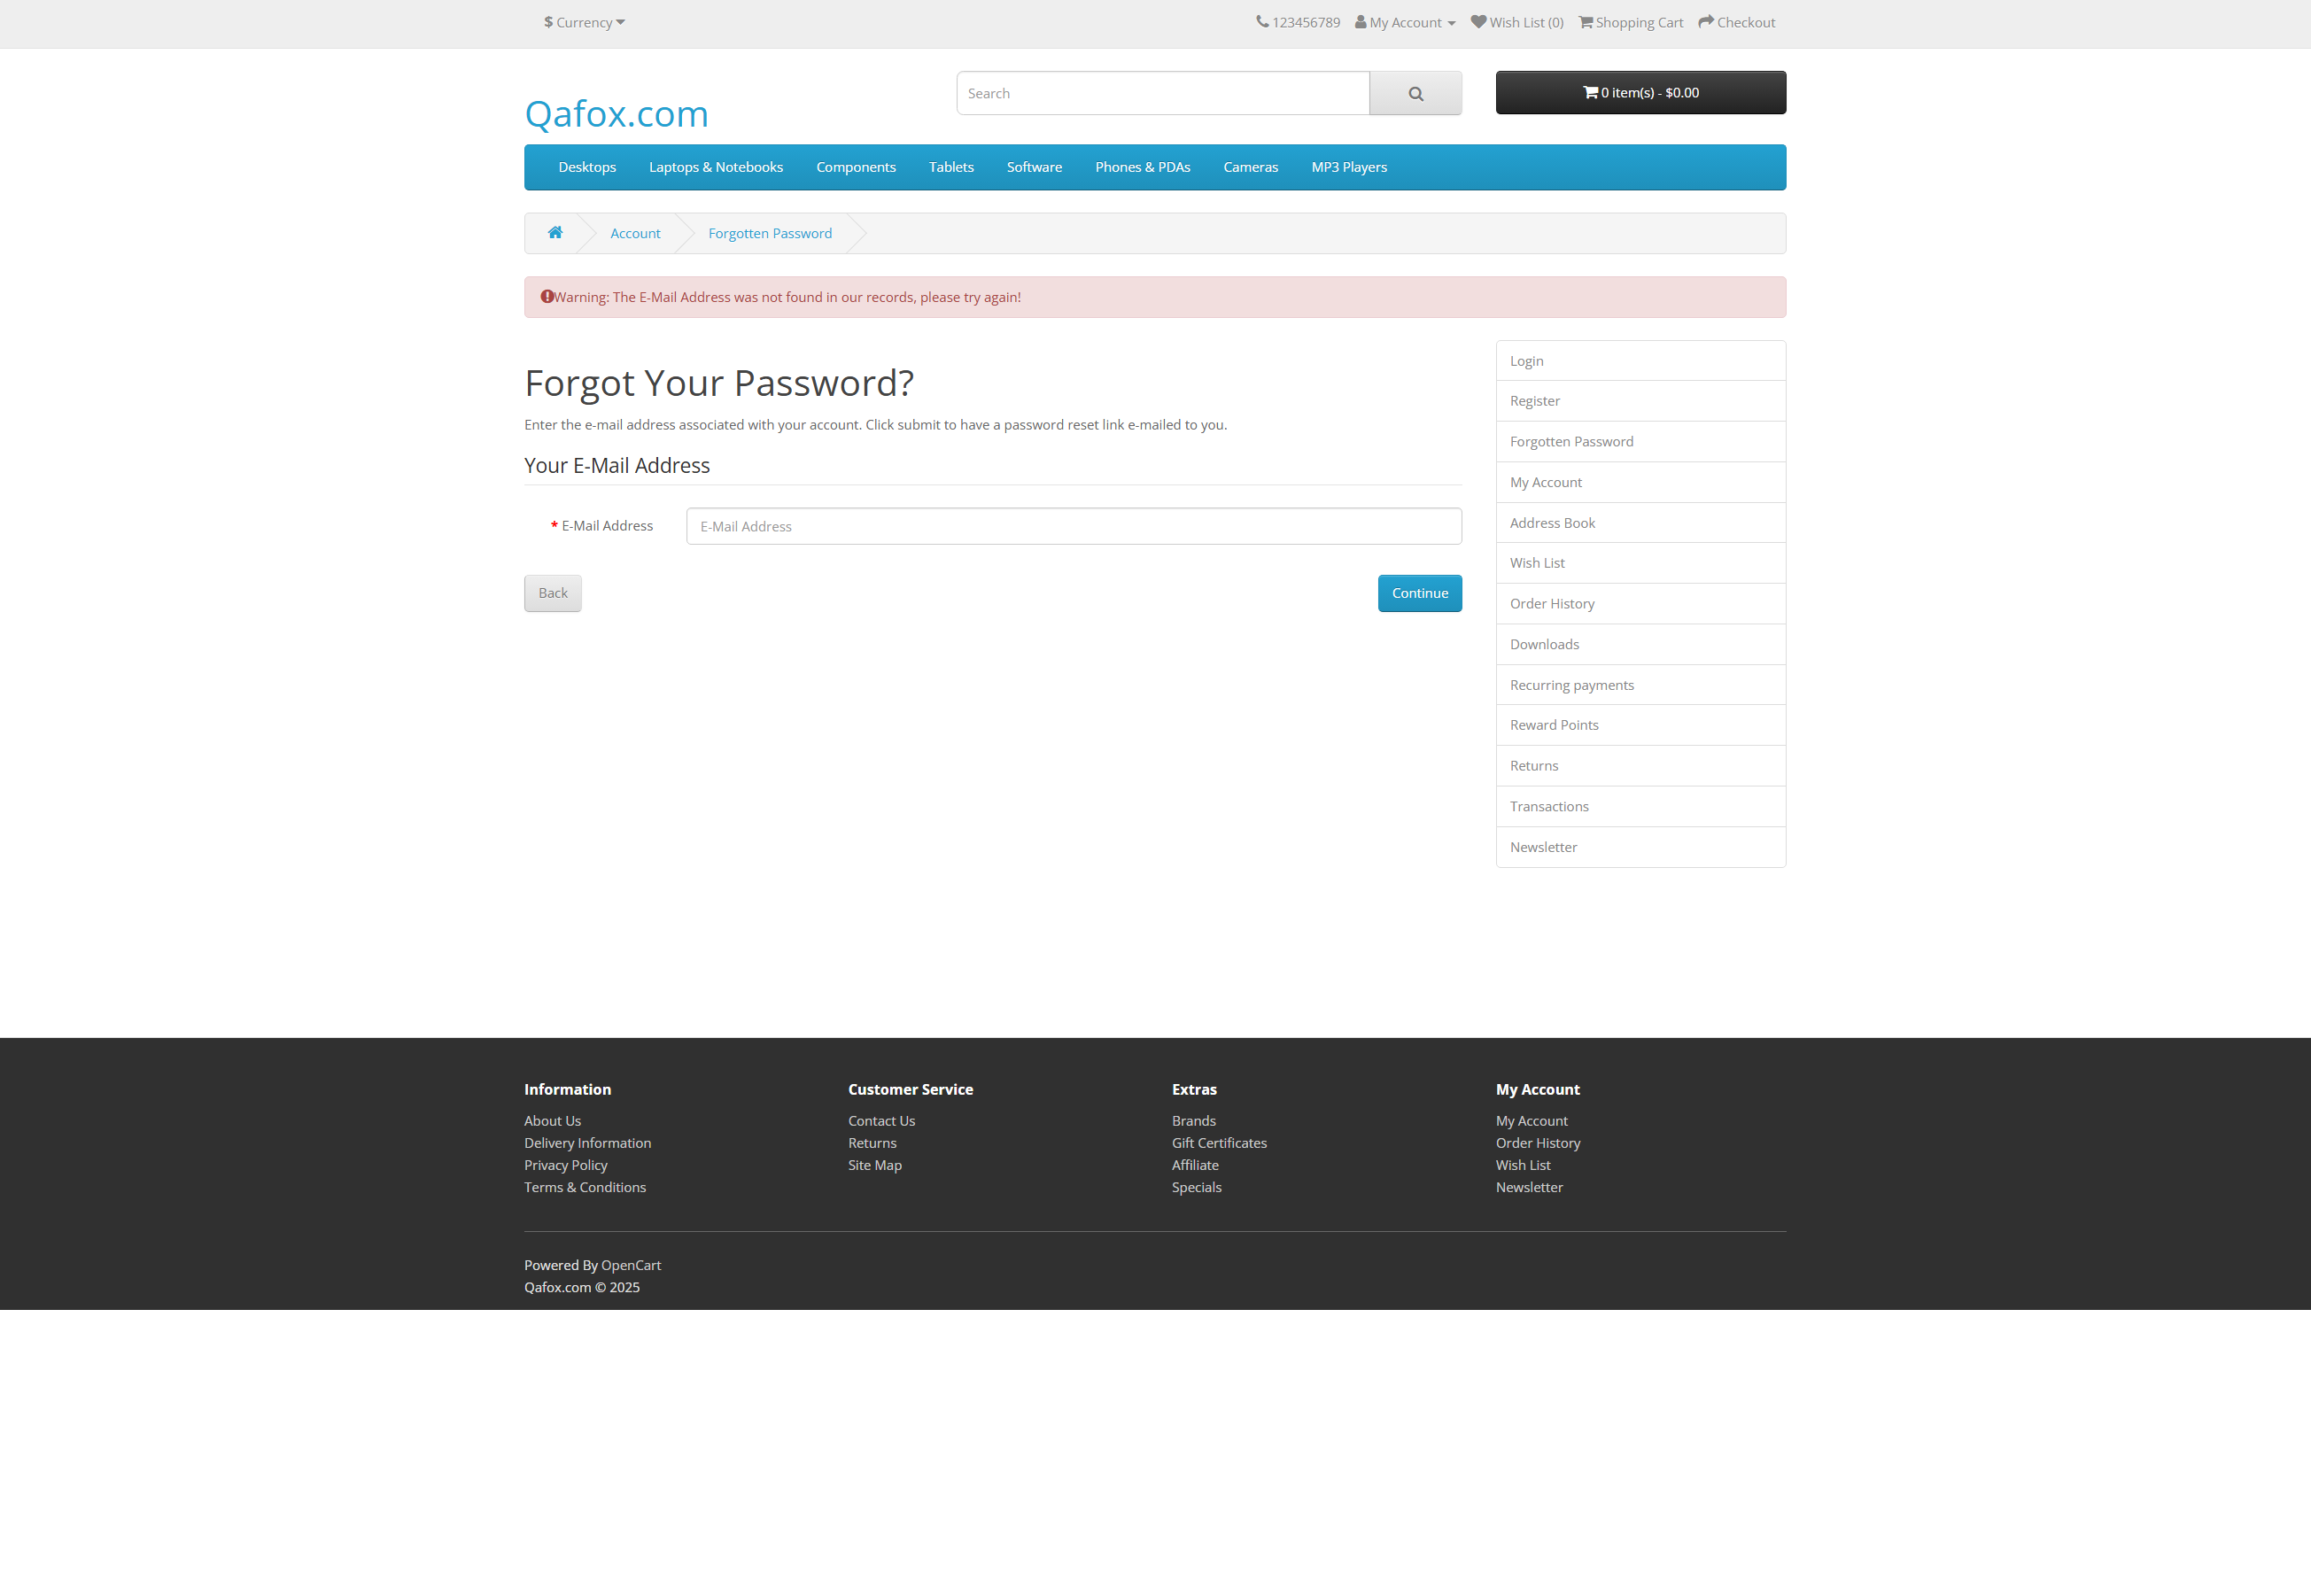 $ Currency
123456789 My Account Wish List (0) Shopping Cart Checkout
Qafox.com
Search
0 item(s) - $0.00
Desktops Laptops & Notebooks Components Tablets Software Phones & PDAs Cameras MP3 Players
Account Forgotten Password
Warning: The E-Mail Address was not found in our records, please try again!
Forgot Your Password?
Enter the e-mail address associated with your account. Click submit to have a password reset link e-mailed to you.
Your E-Mail Address
* E-Mail Address
E-Mail Address
Back
Continue
Login
Register
Forgotten Password
My Account
Address Book
Wish List
Order History
Downloads
Recurring payments
Reward Points
Returns
Transactions
Newsletter
Information
About Us
Delivery Information
Privacy Policy
Terms & Conditions
Customer Service
Contact Us
Returns
Site Map
Extras
Brands
Gift Certificates
Affiliate
Specials
My Account
My Account
Order History
Wish List
Newsletter
Powered By OpenCart
Qafox.com © 2025